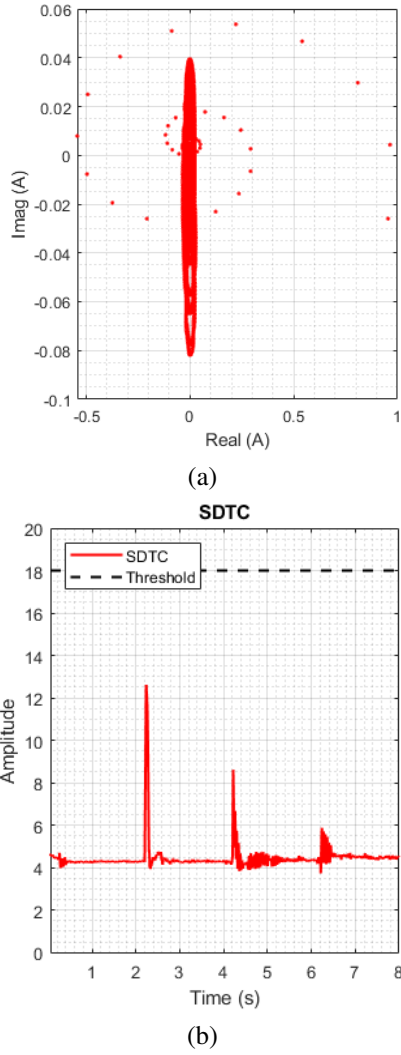 0.06
0.04
0.02
0
-0.02
-0.04
-0.06
-0.08
-0.1
Imag (A)
-0.5 0 0.5 1
Real (A)
(a)
SDTC
20
18
16
14
12
10
8
6
4
2
0
Amplitude
SDTC
Threshold
1 2 3 4 5 6 7 8
Time (s)
(b)